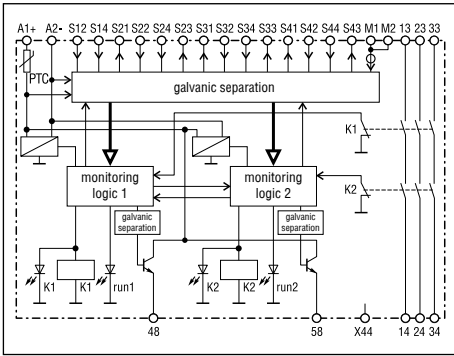 A1+ A2- S12 S14 S21 S22 S24 S23 S31 S32 S34 S33 S41 S42 S44 S43 M1 M2 13 23 33
PTC
galvanic separation
K1
monitoring
logic 1
monitoring
logic 2
K2
galvanic
separation
galvanic
separation
K1
K1
run1
K2
K2
run2
48 58 X44 14 24 34